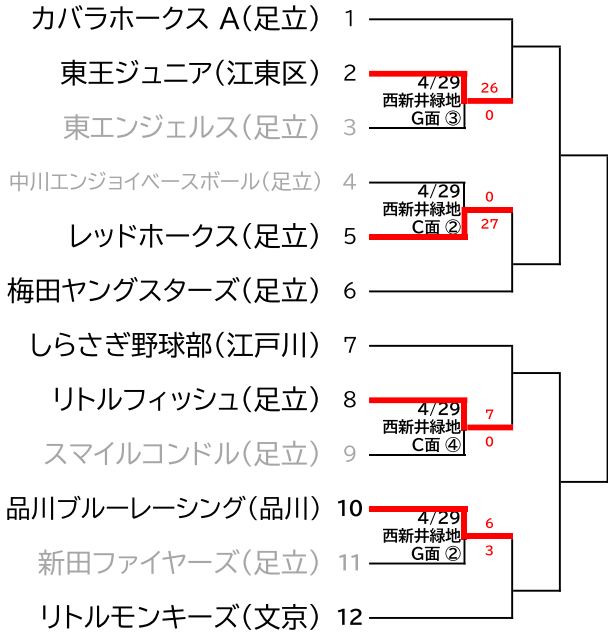 カバラホークス A(足立) 1
東王ジュニア(江東区) 2
4/29
西新井緑地
G面 ③
26
0
東エンジェルス(足立) 3
中川エンジョイベースボール(足立) 4
4/29
西新井緑地
C面 ②
0
27
レッドホークス(足立) 5
梅田ヤングスターズ(足立) 6
しらさぎ野球部(江戸川) 7
リトルフィッシュ(足立) 8
4/29
西新井緑地
C面 ④
7
0
スマイルコンドル(足立) 9
品川ブルーレーシング(品川) 10
4/29
西新井緑地
G面 ②
6
3
新田ファイヤーズ(足立) 11
リトルモンキーズ(文京) 12